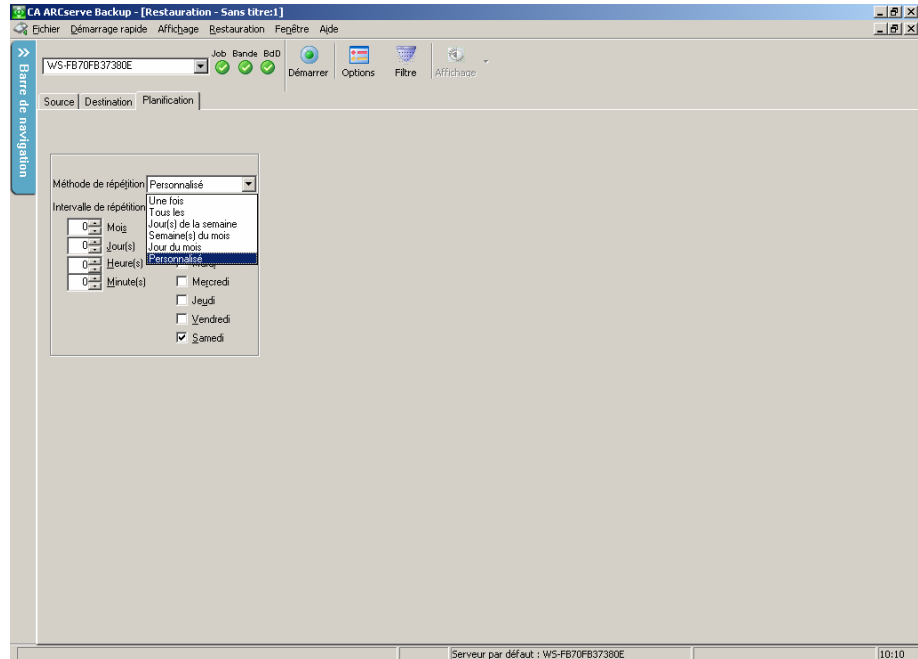 CA ARCserve Backup - [Restauration - Sans titre:1]
Fichier Démarrage rapide Affichage Restauration Fenêtre Aide
Barre de navigation
WS-FB70FB37380E
Job Bande BdD
Démarrer Options Filtre Affichage
Source Destination Planification
Méthode de répétition Personnalisé
Une fois
Tous les
Jour(s) de la semaine
Semaine(s) du mois
Jour du mois
Personnalisé
Intervalle de répétition
0 Mois
0 Jour(s)
0 Heure(s)
0 Minute(s)
Mercredi
Jeudi
Vendredi
Samedi
Serveur par défaut : WS-FB70FB37380E
10:10